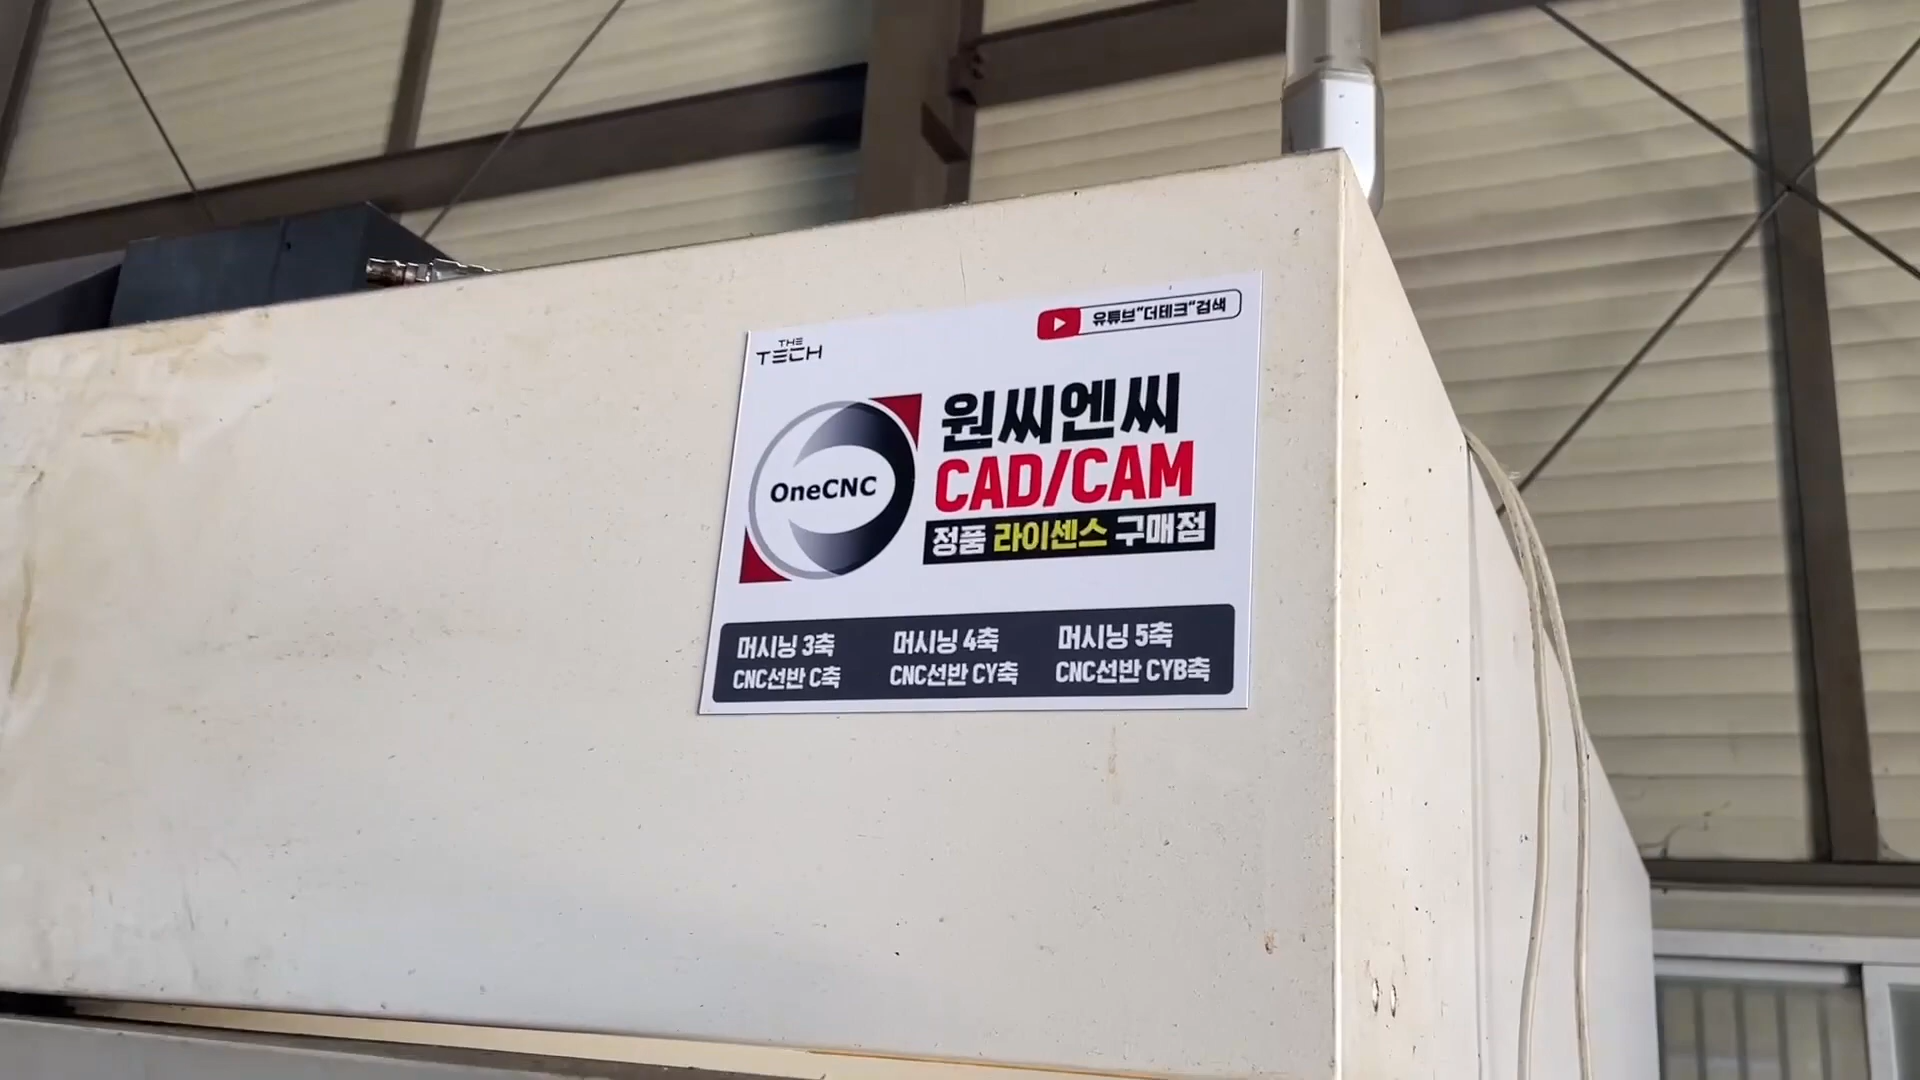 THE
TECH
유튜브"더테크"검색
OneCNC
원씨엔씨
CAD/CAM
정품 라이센스 구매점
머시닝 3축
CNC선반 C축
머시닝 4축
CNC선반 CY축
머시닝 5축
CNC선반 CYB축